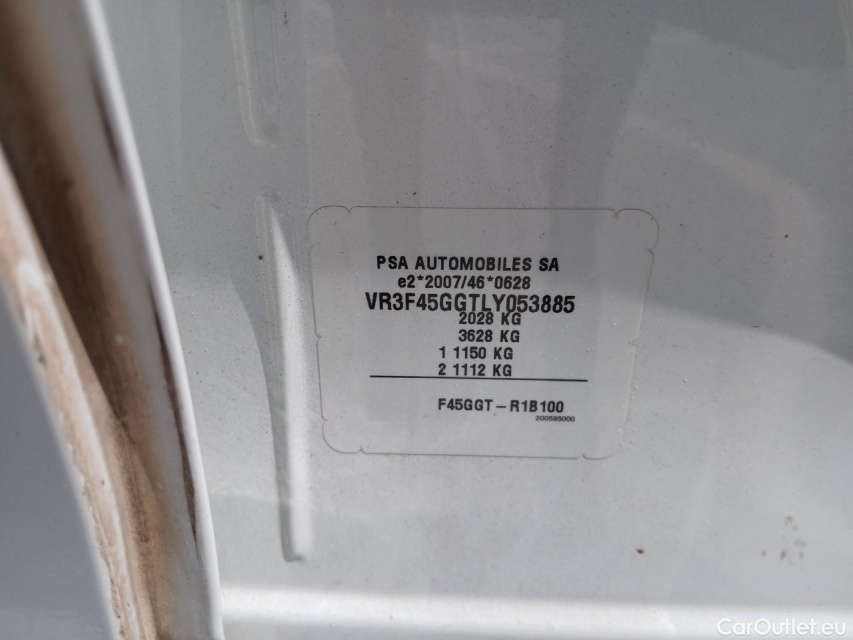 PSA AUTOMOBILES SA
e2*2007/46*0628
VR3F45GGTLY053885
2028 KG
3628 KG
1 1150 KG
2 1112 KG
F45GGT-R1B100
200595000
CarOutlet.eu